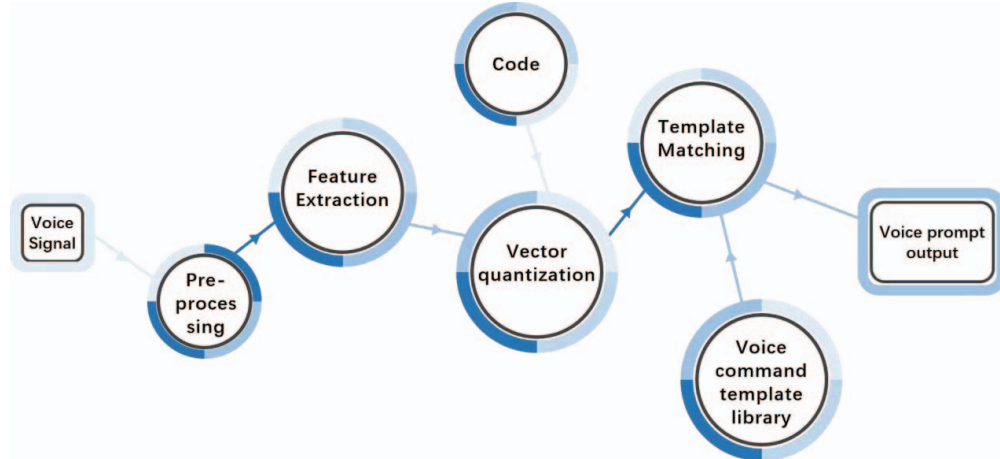 Voice
Signal
Pre-
proces
sing
Feature
Extraction
Code
Vector
quantization
Template
Matching
Voice
command
template
library
Voice prompt
output